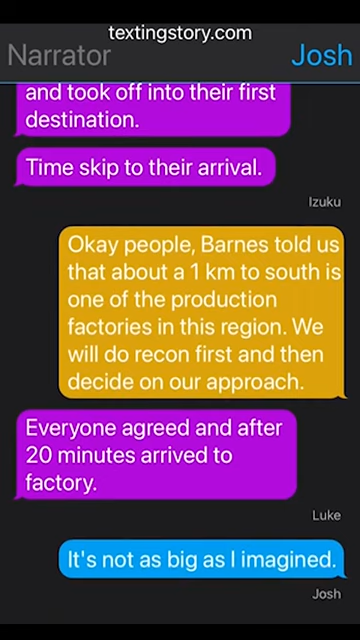 textingstory.com
Narrator
Josh
and took off into their first
destination.
Time skip to their arrival.
Izuku
Okay people, Barnes told us
that about a 1 km to south is
one of the production
factories in this region. We
will do recon first and then
decide on our approach.
Everyone agreed and after
20 minutes arrived to
factory.
Luke
It's not as big as I imagined.
Josh